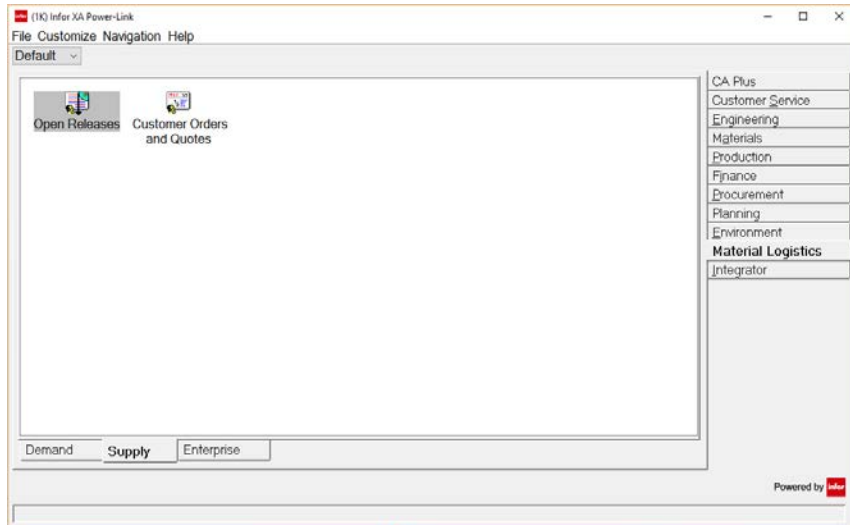 infor (1K) Infor XA Power-Link
File Customize Navigation Help
Default
Open Releases
Customer Orders
and Quotes
CA Plus
Customer Service
Engineering
Materials
Production
Finance
Procurement
Planning
Environment
Material Logistics
Integrator
Demand
Supply
Enterprise
Powered by infor